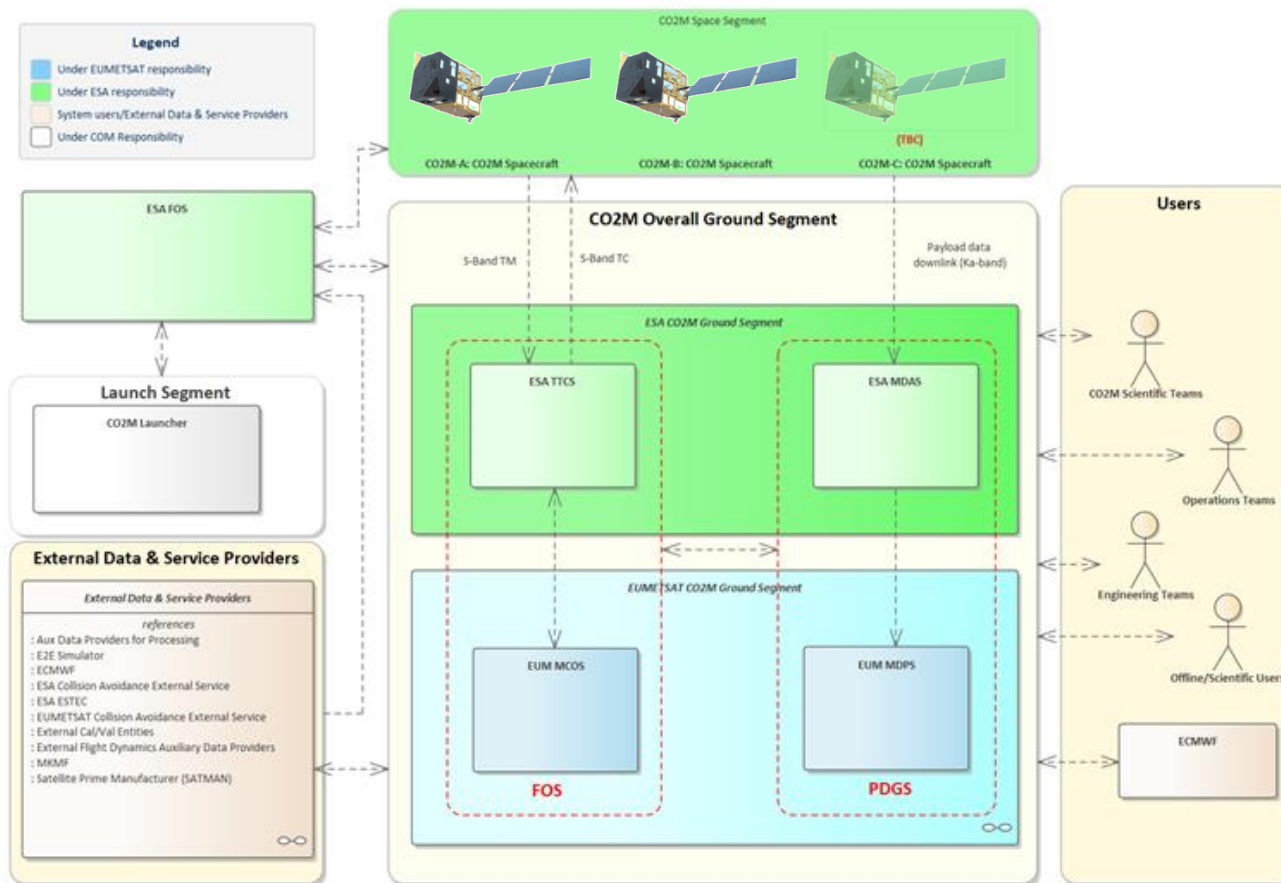 Legend
Under EUMETSAT responsibility
Under ESA responsibility
System users/External Data & Service Providers
Under COM Responsibility
CO2M Space Segment
(TBC)
CO2M-A: CO2M Spacecraft
CO2M-B: CO2M Spacecraft
CO2M-C: CO2M Spacecraft
ESA FOS
CO2M Overall Ground Segment
S-Band TM
S-Band TC
Payload data
downlink (Ka-band)
ESA CO2M Ground Segment
ESA TTCS
ESA MDAS
Launch Segment
CO2M Launcher
External Data & Service Providers
External Data & Service Providers
references
: Aux Data Providers for Processing
: E2E Simulator
: ECMWF
: ESA Collision Avoidance External Service
: ESA ESTEC
: EUMETSAT Collision Avoidance External Service
: External Cal/Val Entities
: External Flight Dynamics Auxiliary Data Providers
: MKMF
: Satellite Prime Manufacturer (SATMAN)
EUMETSAT CO2M Ground Segment
EUM MCOS
EUM MDPS
FOS
PDGS
Users
CO2M Scientific Teams
Operations Teams
Engineering Teams
Offline/Scientific Users
ECMWF